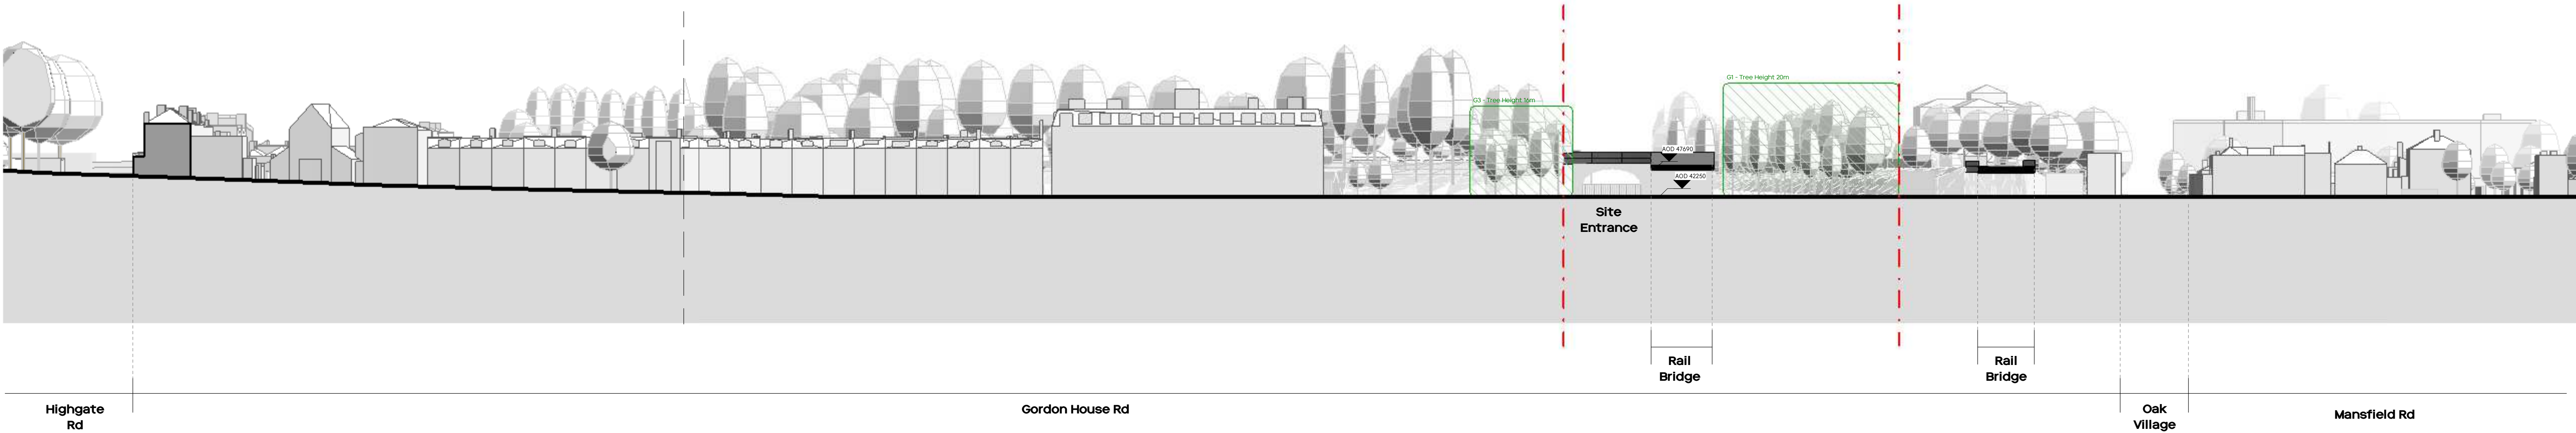 G1 - Tree Height 20m
G3 - Tree Height 16m
AOD 47690
AOD 42250
Site
Entrance
Rail
Bridge
Rail
Bridge
Highgate
Rd
Gordon House Rd
Oak
Village
Mansfield Rd